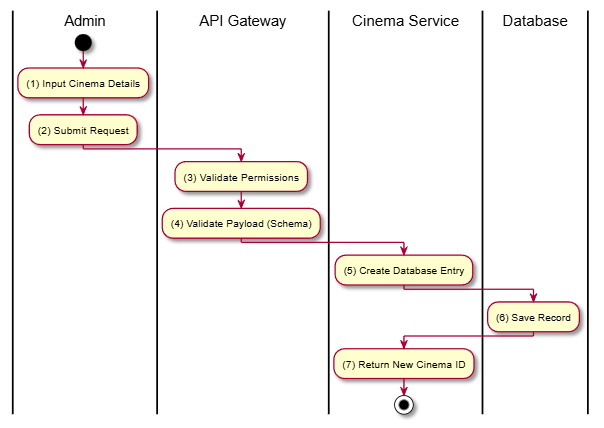 Admin
API Gateway
Cinema Service
Database
(1) Input Cinema Details
(2) Submit Request
(3) Validate Permissions
(4) Validate Payload (Schema)
(5) Create Database Entry
(6) Save Record
(7) Return New Cinema ID